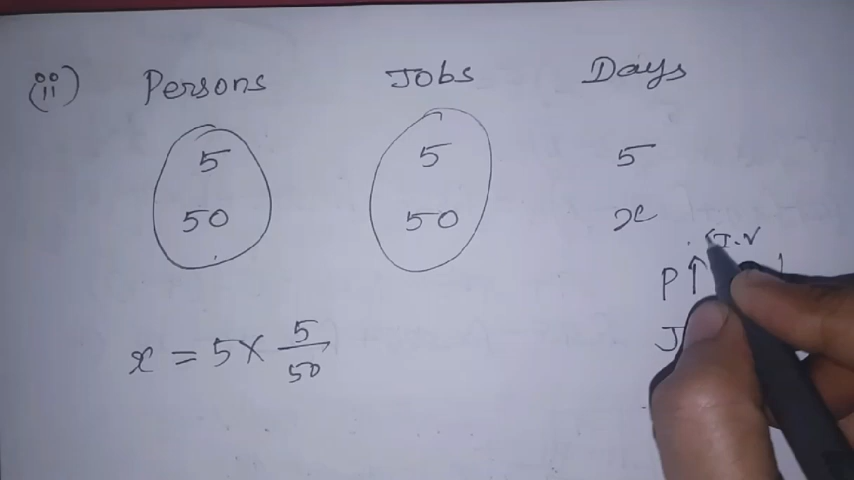 (ii) Persons Jobs Days
5 5 5
50 50 x
(I.V
P↑
x = 5 × 5/50
J